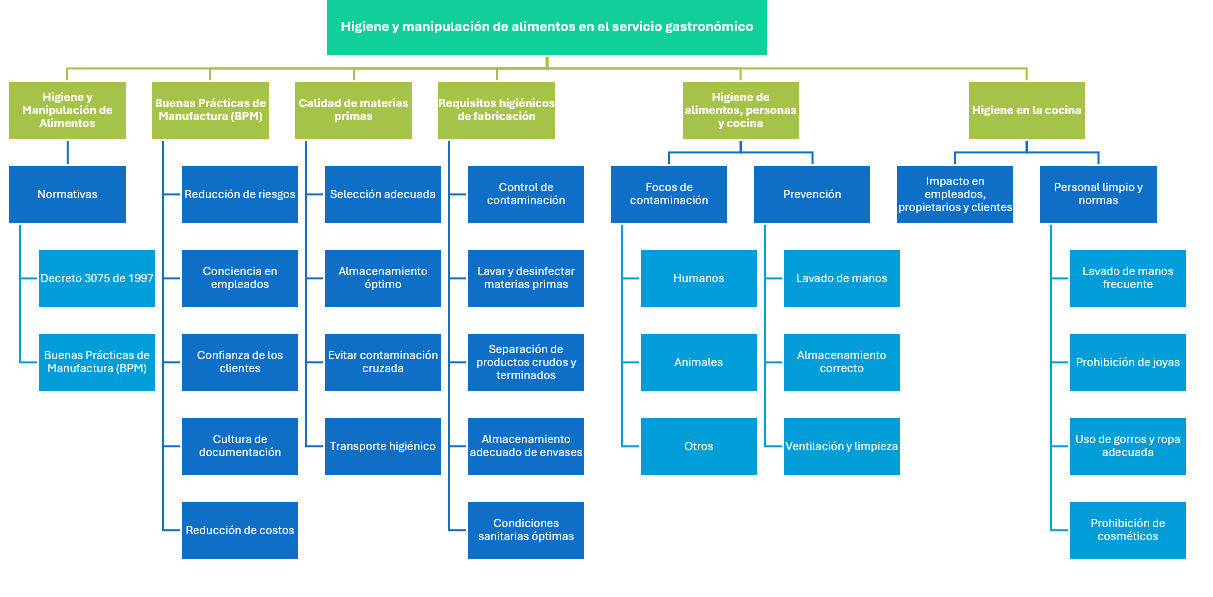 Higiene y manipulación de alimentos en el servicio gastronómico
Higiene y
Manipulación de
Alimentos
Buenas Prácticas de
Manufactura (BPM)
Calidad de materias
primas
Requisitos higiénicos
de fabricación
Higiene de
alimentos, personas
y cocina
Higiene en la cocina
Normativas
Decreto 3075 de 1997
Buenas Prácticas de
Manufactura (BPM)
Reducción de riesgos
Conciencia en
empleados
Confianza de los
clientes
Cultura de
documentación
Reducción de costos
Selección adecuada
Almacenamiento
óptimo
Evitar contaminación
cruzada
Transporte higiénico
Control de
contaminación
Lavar y desinfectar
materias primas
Separación de
productos crudos y
terminados
Almacenamiento
adecuado de envases
Condiciones
sanitarias óptimas
Focos de
contaminación
Humanos
Animales
Otros
Prevención
Lavado de manos
Almacenamiento
correcto
Ventilación y limpieza
Impacto en
empleados,
propietarios y clientes
Personal limpio y
normas
Lavado de manos
frecuente
Prohibición de joyas
Uso de gorros y ropa
adecuada
Prohibición de
cosméticos